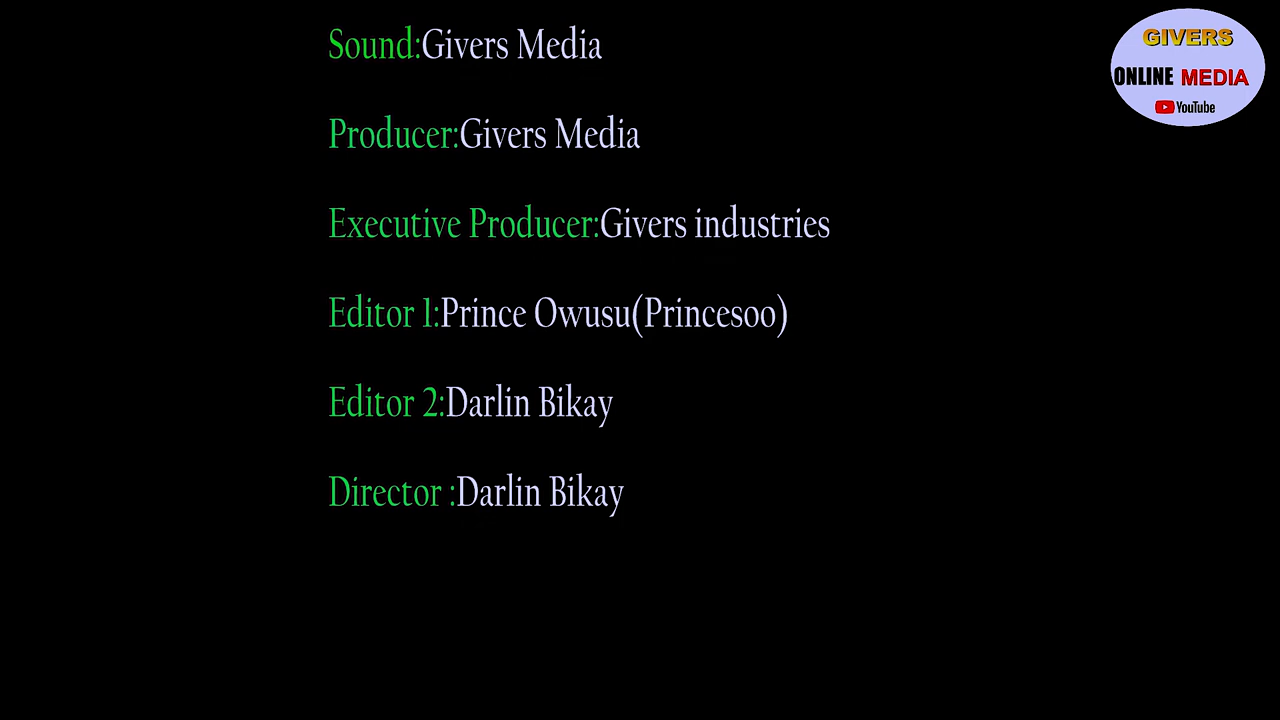 Sound:Givers Media
Producer:Givers Media
Executive Producer:Givers industries
Editor 1:Prince Owusu(Princesoo)
Editor 2:Darlin Bikay
Director :Darlin Bikay
GIVERS
ONLINE MEDIA
YouTube